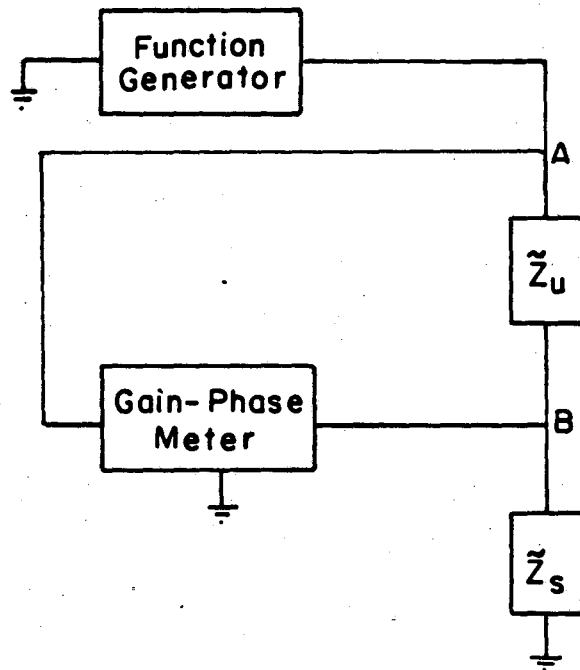 Function
Generator
A
Z̃u
Gain-Phase
Meter
B
Z̃s